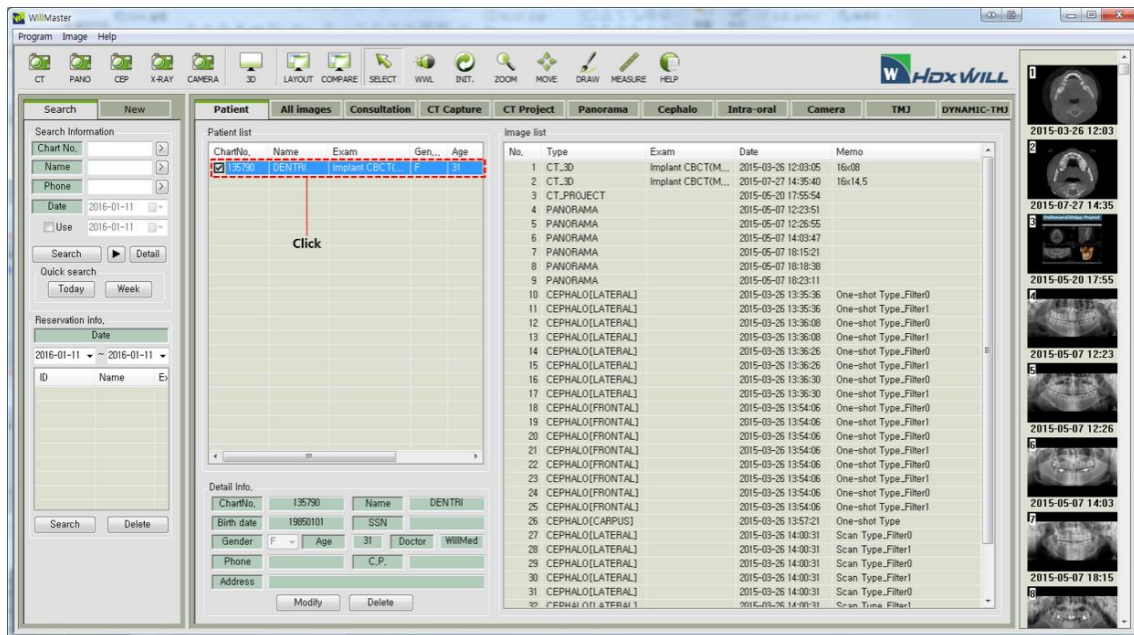 WillMaster
Program Image Help
CT PANO CEP X-RAY CAMERA 3D LAYOUT COMPARE SELECT WWL INIT. ZOOM MOVE DRAW MEASURE HELP
HDX WILL
Search New
Search Information
Chart No. >
Name >
Phone >
Date 2016-01-11
Use 2016-01-11
Search Detail
Quick search
Today Week
Reservation info,
Date
2016-01-11 ~ 2016-01-11
ID Name Ex
Search Delete
Patient All images Consultation CT Capture CT Project Panorama Cephalo Intra-oral Camera TMJ DYNAMIC-TMJ
Patient list
ChartNo, Name Exam Gen,,, Age
135790 DENTRI Implant CBCT(,,, F 31
Click
Detail Info,
ChartNo, 135790 Name DENTRI
Birth date 19850101 SSN
Gender F Age 31 Doctor WillMed
Phone C.P.
Address
Modify Delete
Image list
No, Type Exam Date Memo
1 CT_3D Implant CBCT(M,,, 2015-03-26 12:03:05 16x08
2 CT_3D Implant CBCT(M,,, 2015-07-27 14:35:40 16x14,5
3 CT_PROJECT 2015-05-20 17:55:54
4 PANORAMA 2015-05-07 12:23:51
5 PANORAMA 2015-05-07 12:26:55
6 PANORAMA 2015-05-07 14:03:47
7 PANORAMA 2015-05-07 18:15:21
8 PANORAMA 2015-05-07 18:18:38
9 PANORAMA 2015-05-07 18:23:11
10 CEPHALO[LATERAL] 2015-03-26 13:35:36 One-shot Type_Filter0
11 CEPHALO[LATERAL] 2015-03-26 13:35:36 One-shot Type_Filter1
12 CEPHALO[LATERAL] 2015-03-26 13:36:08 One-shot Type_Filter0
13 CEPHALO[LATERAL] 2015-03-26 13:36:08 One-shot Type_Filter1
14 CEPHALO[LATERAL] 2015-03-26 13:36:26 One-shot Type_Filter0
15 CEPHALO[LATERAL] 2015-03-26 13:36:26 One-shot Type_Filter1
16 CEPHALO[LATERAL] 2015-03-26 13:36:30 One-shot Type_Filter0
17 CEPHALO[LATERAL] 2015-03-26 13:36:30 One-shot Type_Filter1
18 CEPHALO[FRONTAL] 2015-03-26 13:54:06 One-shot Type_Filter0
19 CEPHALO[FRONTAL] 2015-03-26 13:54:06 One-shot Type_Filter1
20 CEPHALO[FRONTAL] 2015-03-26 13:54:06 One-shot Type_Filter0
21 CEPHALO[FRONTAL] 2015-03-26 13:54:06 One-shot Type_Filter1
22 CEPHALO[FRONTAL] 2015-03-26 13:54:06 One-shot Type_Filter0
23 CEPHALO[FRONTAL] 2015-03-26 13:54:06 One-shot Type_Filter1
24 CEPHALO[FRONTAL] 2015-03-26 13:54:06 One-shot Type_Filter0
25 CEPHALO[FRONTAL] 2015-03-26 13:54:06 One-shot Type_Filter1
26 CEPHALO[CARPUS] 2015-03-26 13:57:21 One-shot Type
27 CEPHALO[LATERAL] 2015-03-26 14:00:31 Scan Type_Filter0
28 CEPHALO[LATERAL] 2015-03-26 14:00:31 Scan Type_Filter1
29 CEPHALO[LATERAL] 2015-03-26 14:00:31 Scan Type_Filter0
30 CEPHALO[LATERAL] 2015-03-26 14:00:31 Scan Type_Filter1
31 CEPHALO[LATERAL] 2015-03-26 14:00:31 Scan Type_Filter0
32 CEPHALO[LATERAL] 2015-03-26 14:00:31 Scan Type_Filter1
1
2015-03-26 12:03
2
2015-07-27 14:35
3
2015-05-20 17:55
4
2015-05-07 12:23
5
2015-05-07 12:26
6
2015-05-07 14:03
7
2015-05-07 18:15
8